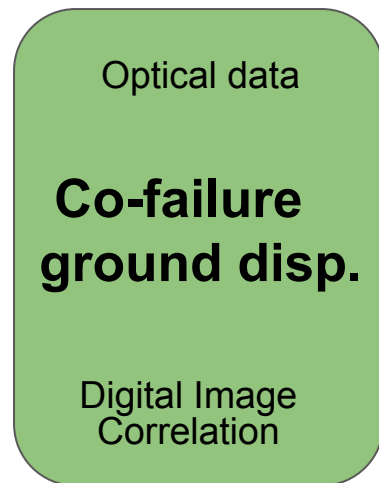 Optical data
Co-failure
ground disp.
Digital Image
Correlation